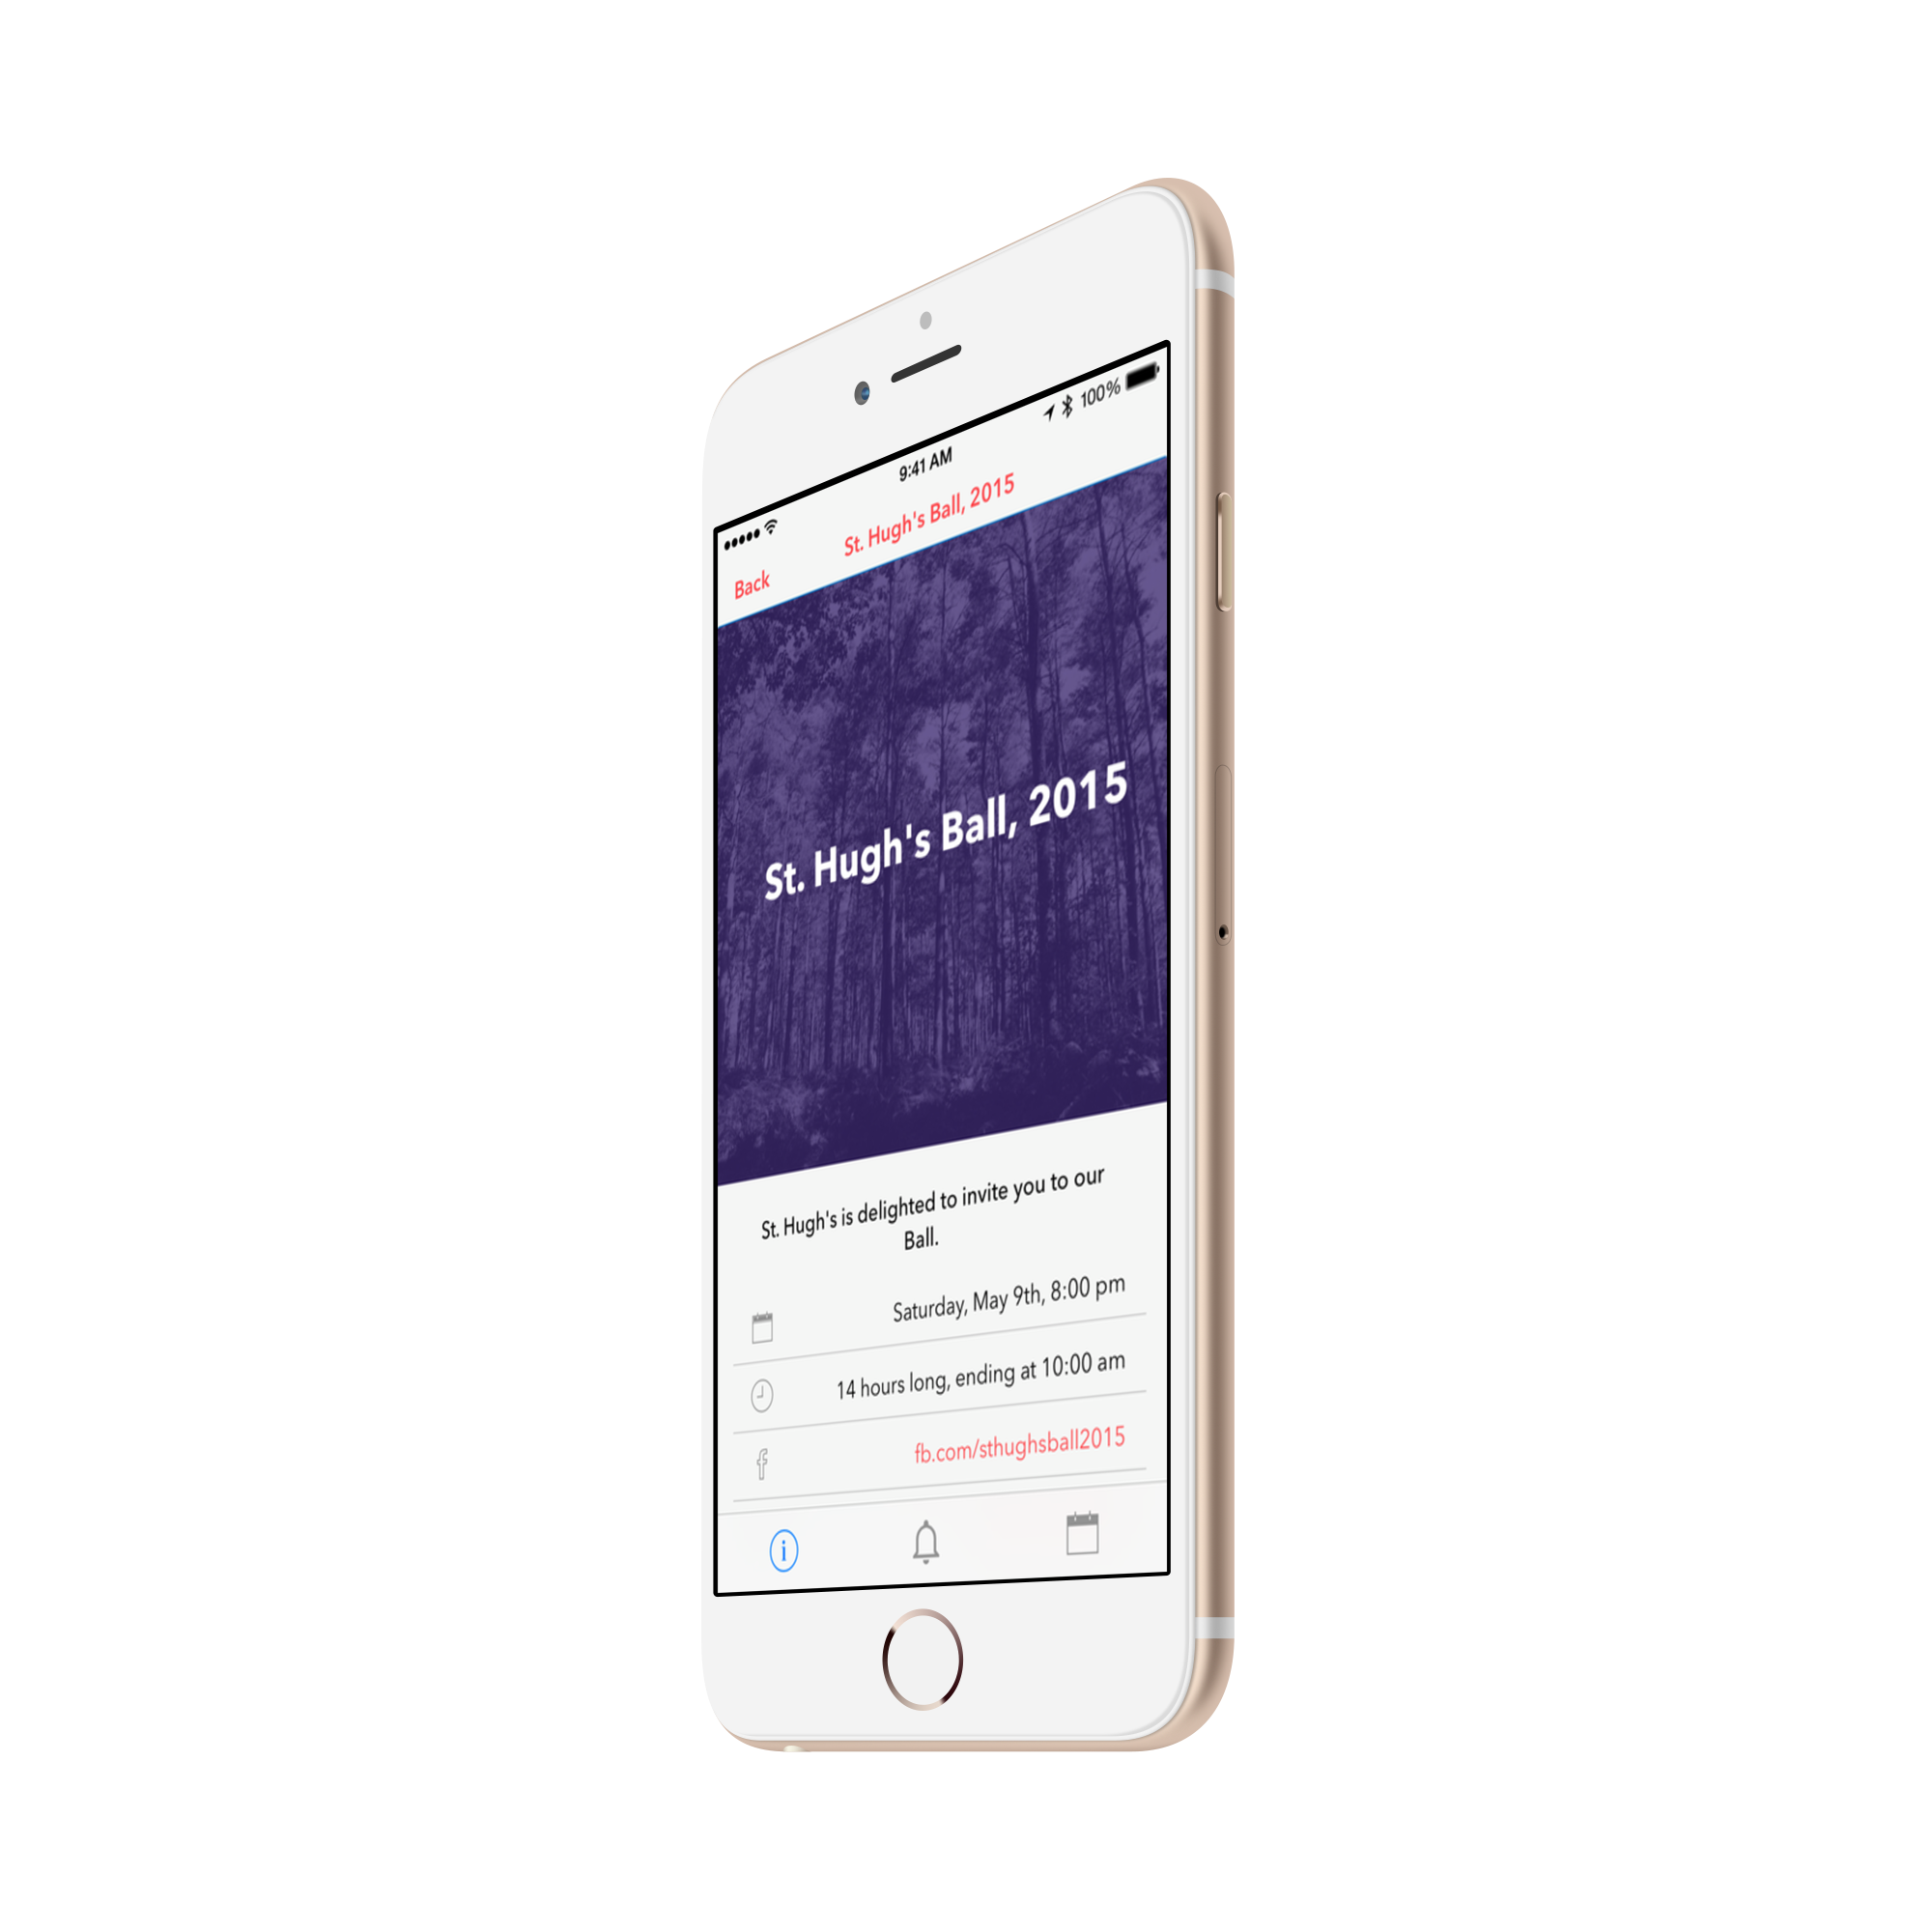 9:41 AM
100%
Back
St. Hugh's Ball, 2015
St. Hugh's Ball, 2015
St. Hugh's is delighted to invite you to our
Ball.
Saturday, May 9th, 8:00 pm
14 hours long, ending at 10:00 am
fb.com/sthughsball2015